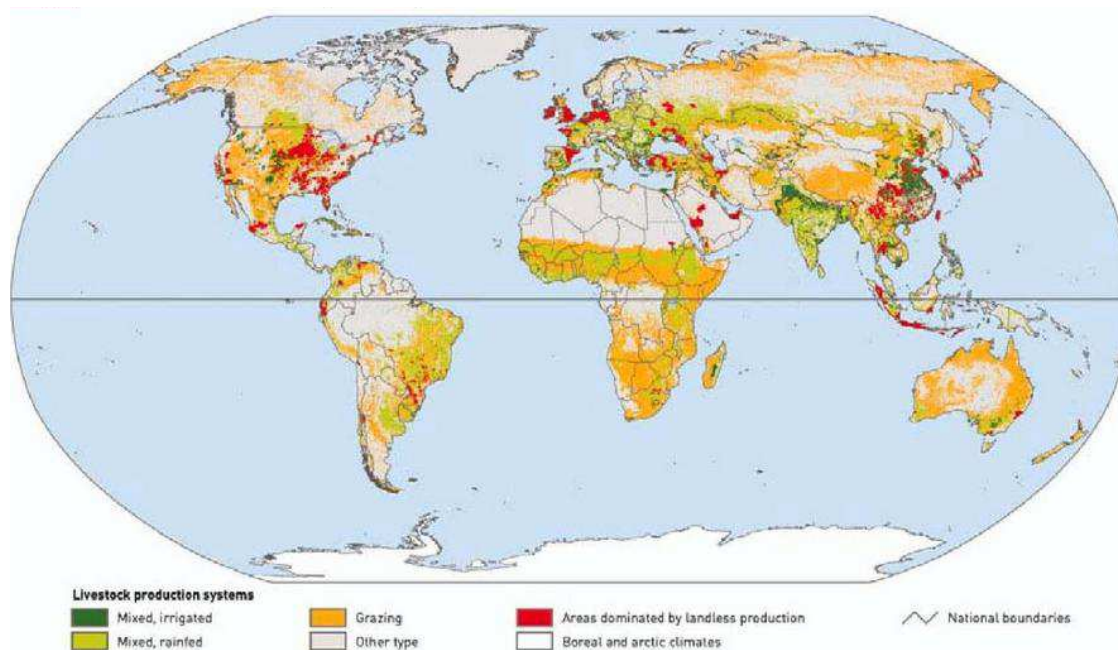 Livestock production systems
Mixed, irrigated
Mixed, rainfed
Grazing
Other type
Areas dominated by landless production
Boreal and arctic climates
National boundaries